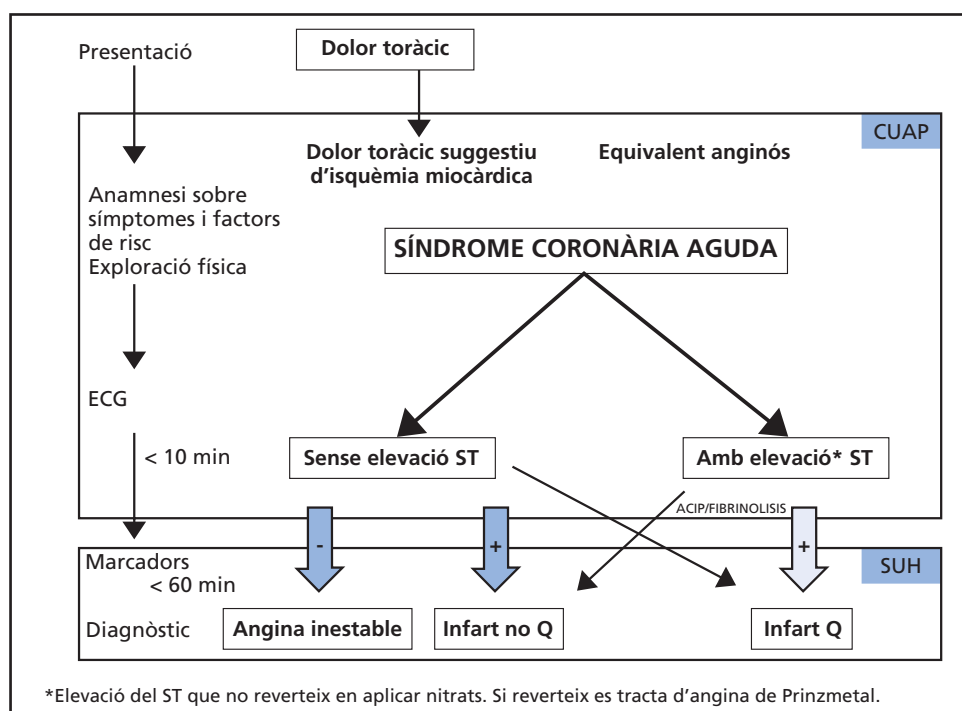 Presentació
Dolor toràcic
CUAP
Dolor toràcic suggestiu
d'isquèmia miocàrdica
Equivalent anginós
Anamnesi sobre
símptomes i factors
de risc
Exploració física
SÍNDROME CORONÀRIA AGUDA
ECG
< 10 min
Sense elevació ST
Amb elevació* ST
ACIP/FIBRINOLISIS
-
+
+
Marcadors
< 60 min
SUH
Diagnòstic
Angina inestable
Infart no Q
Infart Q
*Elevació del ST que no reverteix en aplicar nitrats. Si reverteix es tracta d'angina de Prinzmetal.